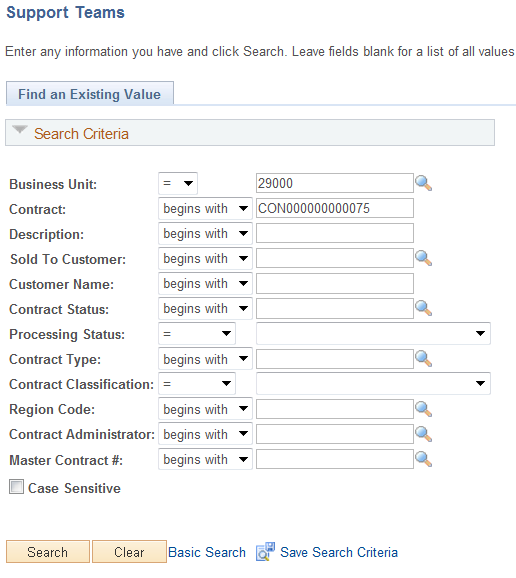 Support Teams
Enter any information you have and click Search. Leave fields blank for a list of all values
Find an Existing Value
Search Criteria
Business Unit: = 29000
Contract: begins with CON000000000075
Description: begins with
Sold To Customer: begins with
Customer Name: begins with
Contract Status: begins with
Processing Status: =
Contract Type: begins with
Contract Classification: =
Region Code: begins with
Contract Administrator: begins with
Master Contract #: begins with
Case Sensitive
Search Clear Basic Search Save Search Criteria